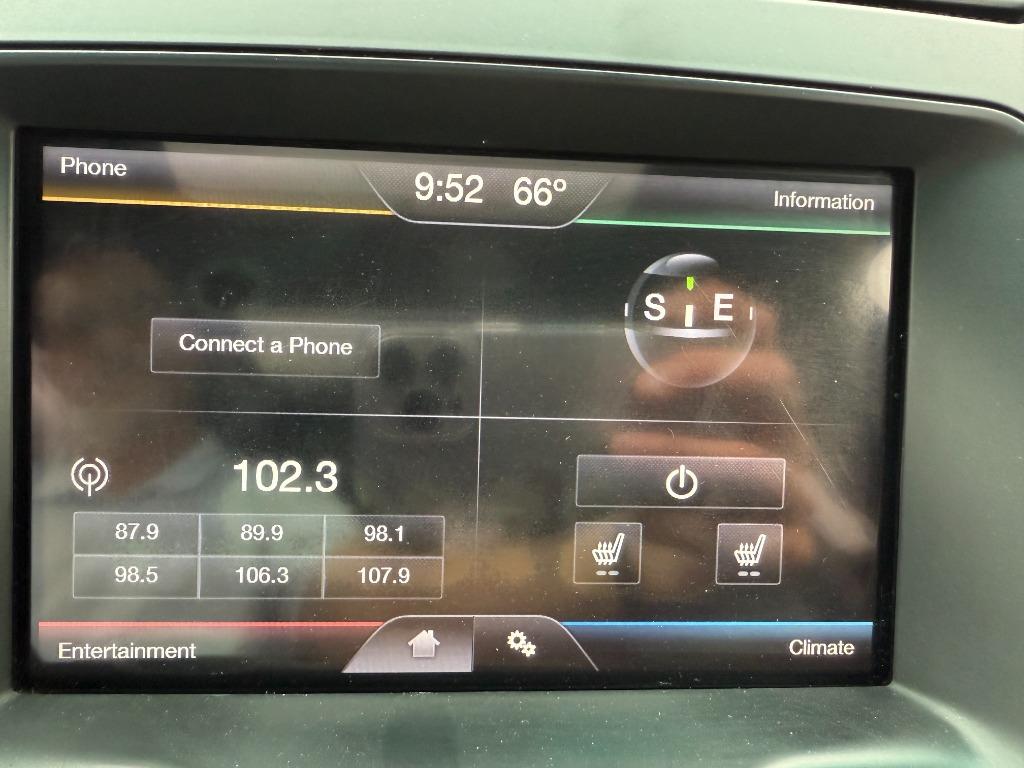 Phone
9:52 66º
Information
Connect a Phone
S E
102.3
87.9 89.9 98.1
98.5 106.3 107.9
Entertainment
Climate